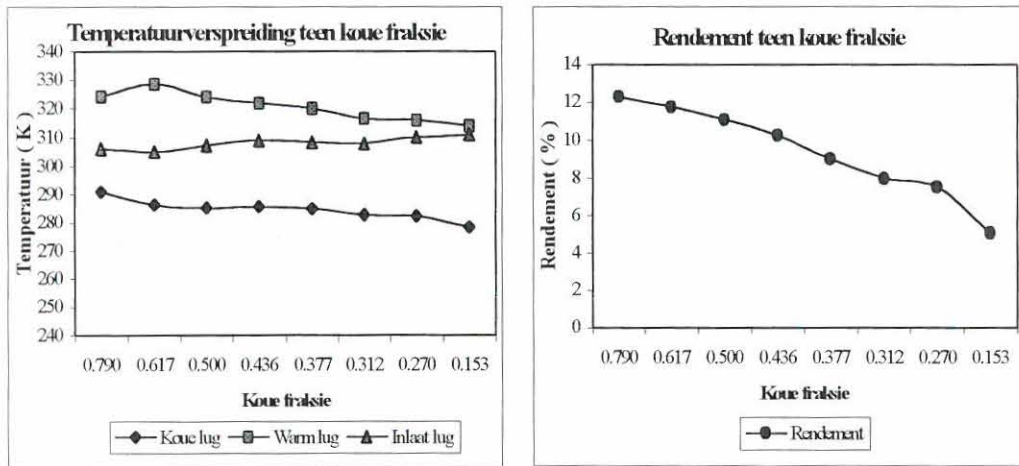 Temperatuurverspreiding teen koue fraksie
Temperatuur ( K )
340
330
320
310
300
290
280
270
260
250
240
0.790 0.617 0.500 0.436 0.377 0.312 0.270 0.153
Koue fraksie
Koue lug Warm lug Inlaat lug
Rendement teen koue fraksie
Rendement ( % )
14
12
10
8
6
4
2
0
0.790 0.617 0.500 0.436 0.377 0.312 0.270 0.153
Koue fraksie
Rendement